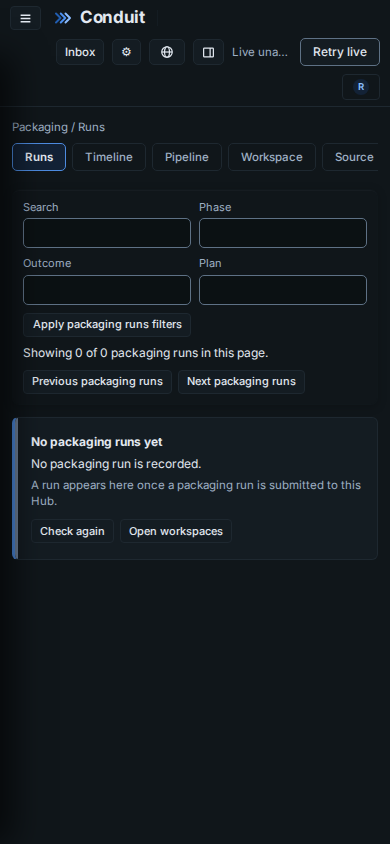 Conduit
Inbox
Live una...
Retry live
R
Packaging / Runs
Runs
Timeline
Pipeline
Workspace
Source
Search
Phase
Outcome
Plan
Apply packaging runs filters
Showing 0 of 0 packaging runs in this page.
Previous packaging runs
Next packaging runs
No packaging runs yet
No packaging run is recorded.
A run appears here once a packaging run is submitted to this
Hub.
Check again
Open workspaces